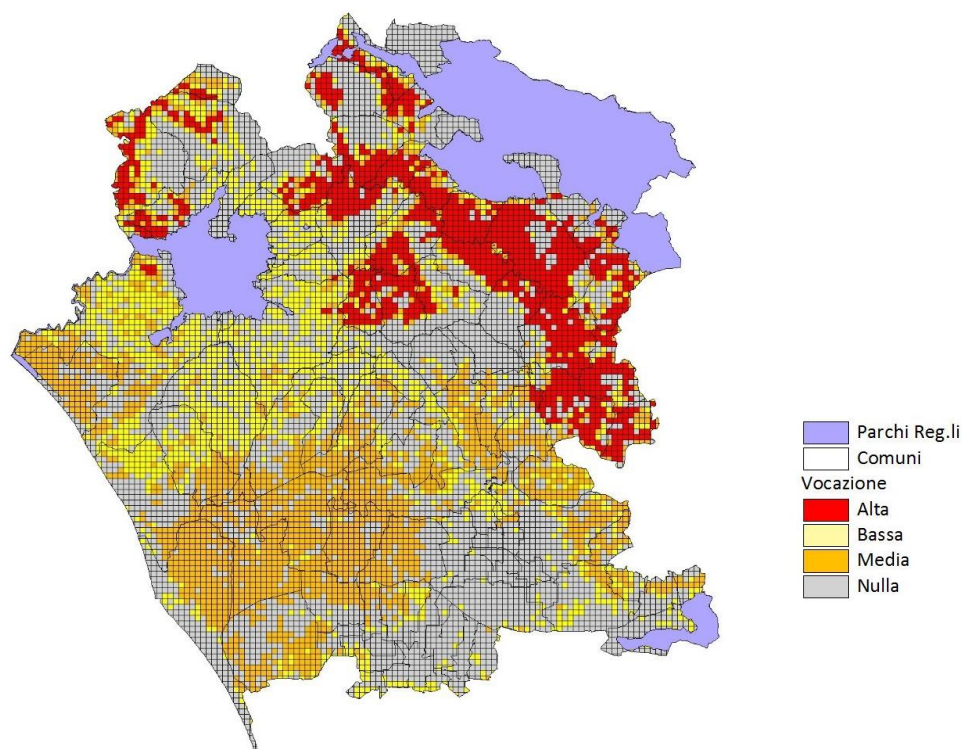 Parchi Reg.li
Comuni
Vocazione
Alta
Bassa
Media
Nulla